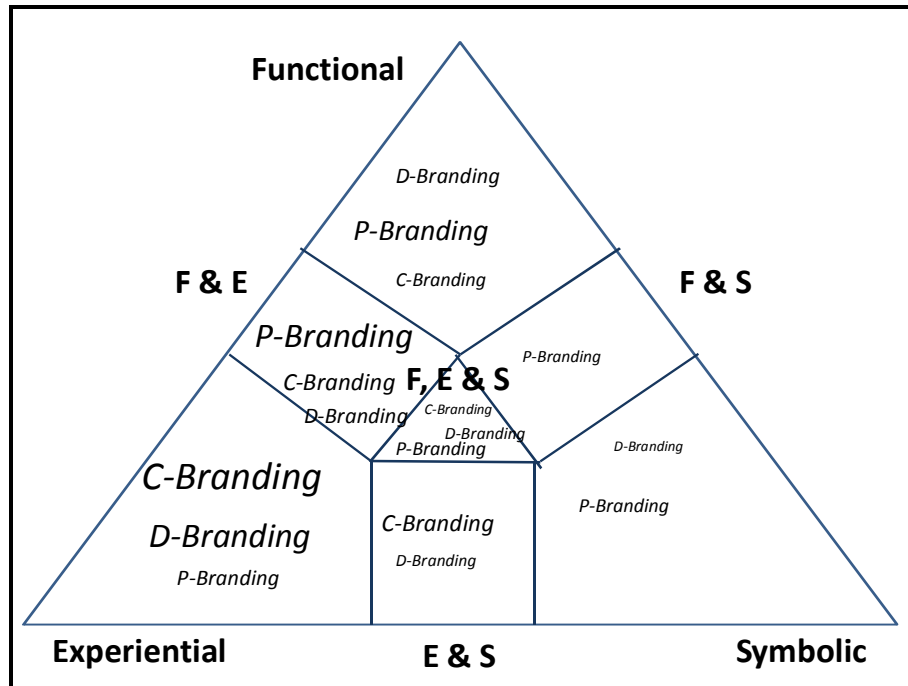 Functional
D-Branding
P-Branding
C-Branding
F & E
F & S
P-Branding
P-Branding
C-Branding
F, E & S
D-Branding
C-Branding
D-Branding
P-Branding
D-Branding
C-Branding
P-Branding
C-Branding
D-Branding
D-Branding
P-Branding
Experiential
E & S
Symbolic